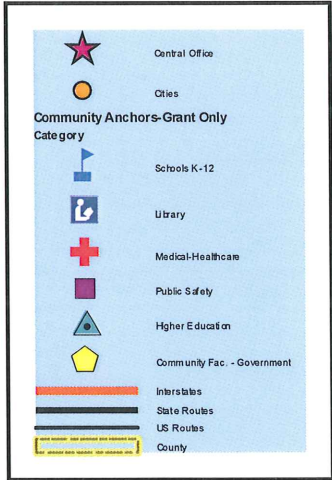 Central Office
Cities
Community Anchors-Grant Only
Category
Schools K-12
Library
Medical-Healthcare
Public Safety
Higher Education
Community Fac. - Government
Interstates
State Routes
US Routes
County